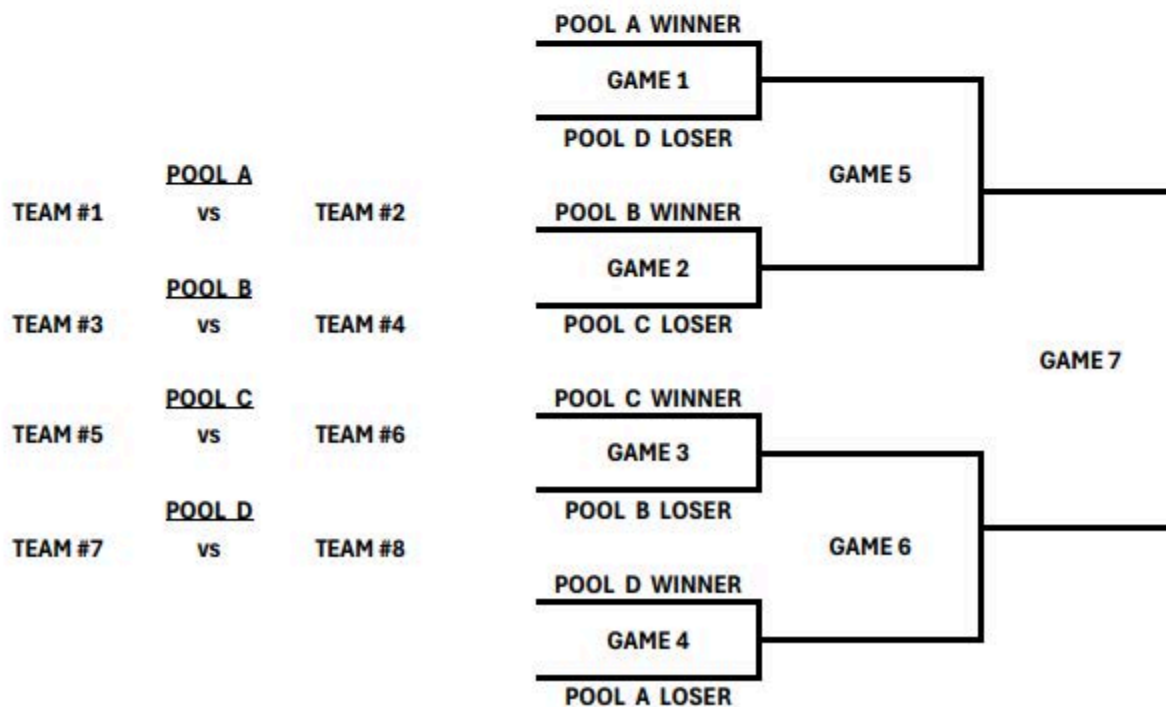 POOL A
TEAM #1 vs TEAM #2
POOL B
TEAM #3 vs TEAM #4
POOL C
TEAM #5 vs TEAM #6
POOL D
TEAM #7 vs TEAM #8
POOL A WINNER
GAME 1
POOL D LOSER
POOL B WINNER
GAME 2
POOL C LOSER
POOL C WINNER
GAME 3
POOL B LOSER
POOL D WINNER
GAME 4
POOL A LOSER
GAME 5
GAME 6
GAME 7